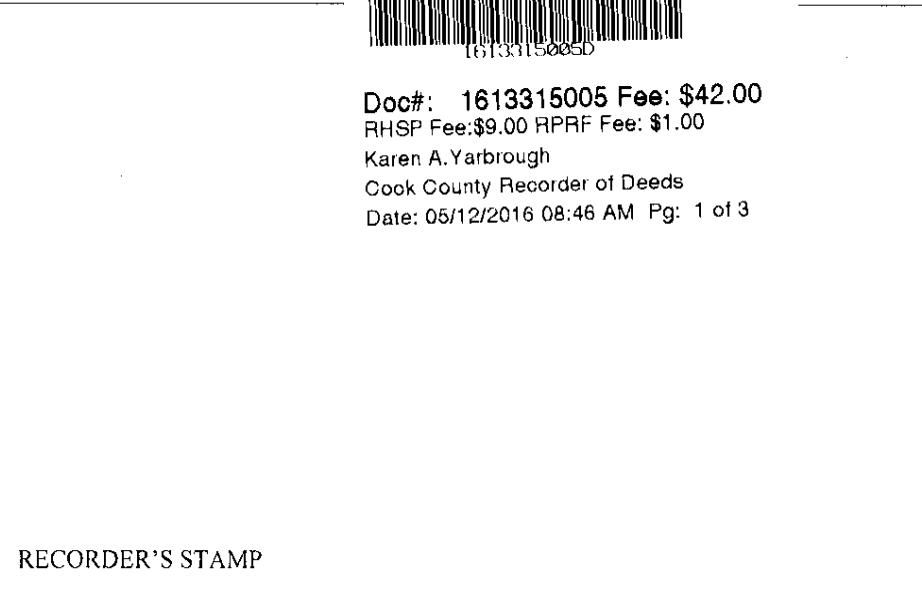 1613315005D
Doc#: 1613315005 Fee: $42.00
RHSP Fee:$9.00 RPRF Fee: $1.00
Karen A.Yarbrough
Cook County Recorder of Deeds
Date: 05/12/2016 08:46 AM Pg: 1 of 3
RECORDER'S STAMP